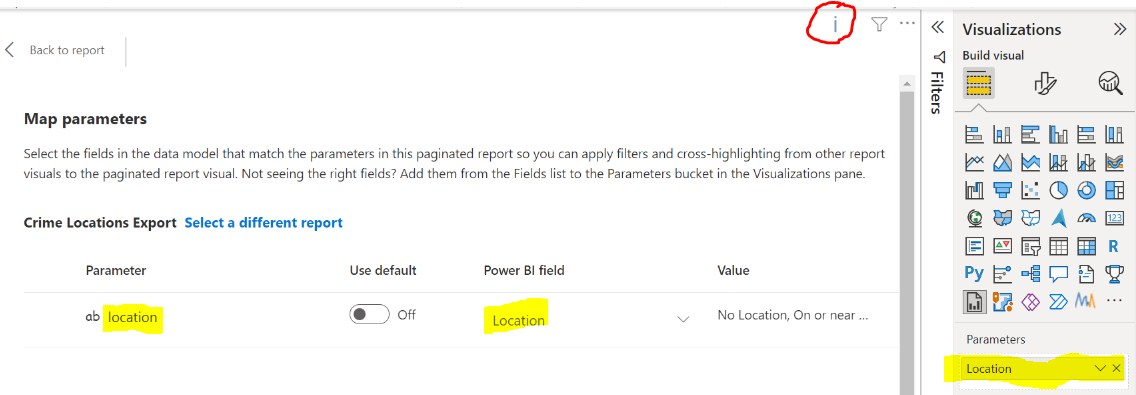 i
...
Back to report
Map parameters
Select the fields in the data model that match the parameters in this paginated report so you can apply filters and cross-highlighting from other report
visuals to the paginated report visual. Not seeing the right fields? Add them from the Fields list to the Parameters bucket in the Visualizations pane.
Crime Locations Export Select a different report
Parameter Use default Power BI field Value
ab location Off Location No Location, On or near ...
Filters
Visualizations
Build visual
123
R
Py
...
Parameters
Location